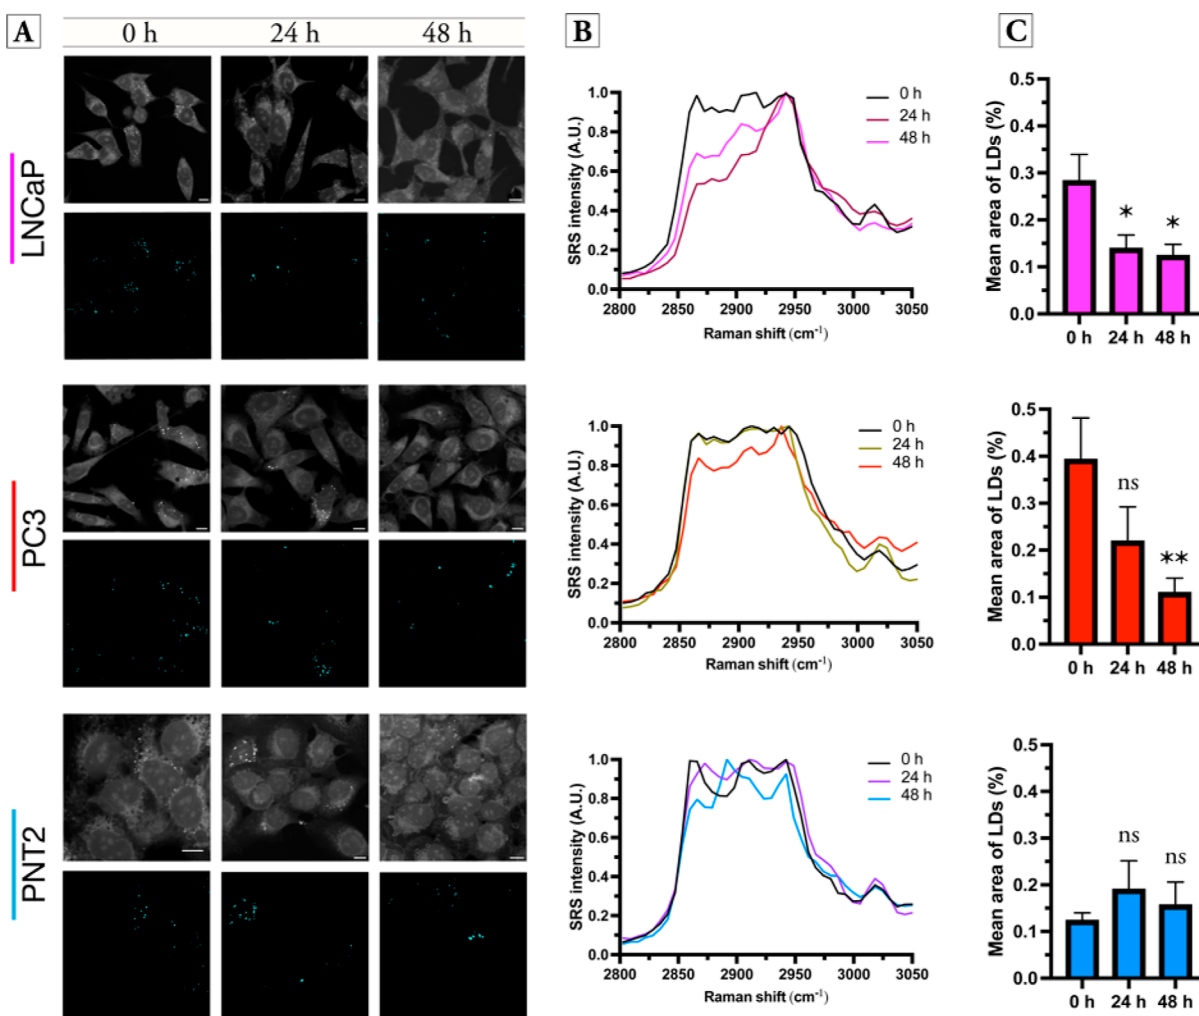 A
0 h 24 h 48 h
LNCaP
PC3
PNT2
B
1.0
0.8
0.6
0.4
0.2
0.0
SRS intensity (A.U.)
2800 2850 2900 2950 3000 3050
Raman shift (cm-1)
0 h
24 h
48 h
1.0
0.8
0.6
0.4
0.2
0.0
SRS intensity (A.U.)
2800 2850 2900 2950 3000 3050
Raman shift (cm-1)
0 h
24 h
48 h
1.0
0.8
0.6
0.4
0.2
0.0
SRS intensity (A.U.)
2800 2850 2900 2950 3000 3050
Raman shift (cm-1)
0 h
24 h
48 h
C
0.5
0.4
0.3
0.2
0.1
0.0
Mean area of LDs (%)
* *
0 h 24 h 48 h
0.5
0.4
0.3
0.2
0.1
0.0
Mean area of LDs (%)
ns **
0 h 24 h 48 h
0.5
0.4
0.3
0.2
0.1
0.0
Mean area of LDs (%)
ns ns
0 h 24 h 48 h